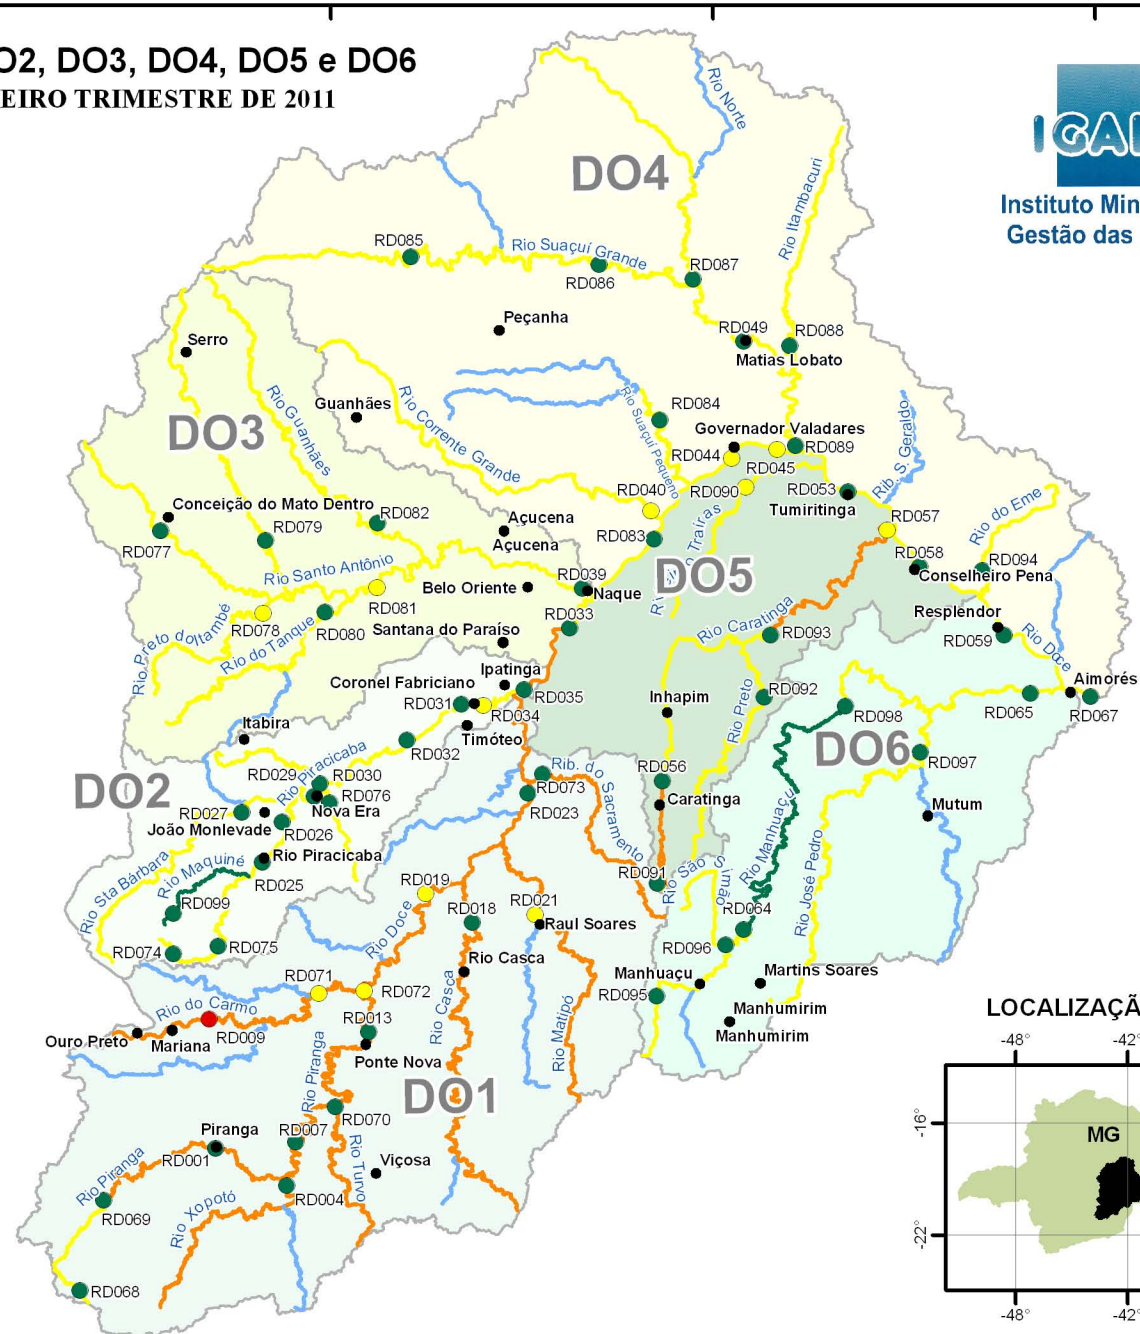 O2, DO3, DO4, DO5 e DO6
EIRO TRIMESTRE DE 2011
IGA
Instituto Min
Gestão das
Rio Norte
DO4
Rio Itambacuri
RD085
Rio Suaçuí Grande
RD086
RD087
Peçanha
RD049
RD088
Matias Lobato
Serro
Guanhães
Rio Guanhães
DO3
Rio Corrente Grande
Rio Suaçuí Pequeno
RD084
Governador Valadares
RD044
RD089
RD045
Rib. S. Geraldo
RD040
RD090
RD053
Tumiritinga
Conceição do Mato Dentro
RD082
RD077
RD079
Açucena
Açucena
RD083
Traíras
RD057
Rio do Eme
RD058
RD094
Conselheiro Pena
DO5
Rio Santo Antônio
RD081
Belo Oriente
RD039
Naque
RD033
Rio Preto do Itambé
RD078
RD080
Rio do Tanque
Santana do Paraíso
Rio Caratinga
RD093
Resplendor
RD059
Rio Doce
Ipatinga
Coronel Fabriciano
RD035
RD031
RD034
Timóteo
RD032
Inhapim
Rio Preto
RD092
Aimorés
RD065
RD067
RD098
DO6
RD097
Itabira
Rio Piracicaba
DO2
RD029
RD030
RD076
Nova Era
RD027
João Monlevade
RD026
Rib. do Sacramento
RD073
RD023
RD056
Caratinga
Mutum
Rio Manhuaçu
Rio José Pedro
Rio Piracicaba
Rio Maquiné
RD025
Rio Sta Bárbara
RD099
RD074
RD075
RD019
Rio Doce
RD018
RD021
Raul Soares
RD091
Rio São
Simão
RD064
RD096
Rio Casca
Rio Casca
Rio Matipó
Manhuaçu
Martins Soares
RD095
Manhumirim
Manhumirim
RD071
RD072
Rio do Carmo
RD009
RD013
Ouro Preto
Mariana
Ponte Nova
Rio Piranga
DO1
RD070
RD007
Piranga
RD001
Rio Turvo
Viçosa
Rio Piranga
RD069
Rio Xopotó
RD004
RD068
LOCALIZAÇÃ
-48°
-42°
-16°
MG
-22°
-48°
-42°